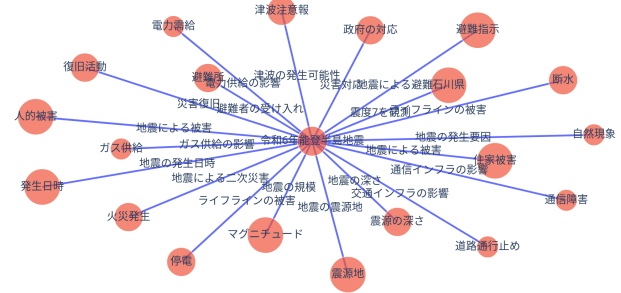 津波注意報
電力需給
政府の対応
避難指示
復旧活動
避難所
津波の発生可能性
電力供給の影響
災害対応
地震による避難
石川県
断水
災害復旧
避難者の受け入れ
震度7を観測
ライフラインの被害
人的被害
地震による被害
令和6年能登半島地震
地震の発生要因
自然現象
ガス供給
ガス供給の影響
地震による被害
住家被害
地震の発生日時
通信インフラの影響
発生日時
地震による二次災害
地震の規模
地震の深さ
交通インフラの影響
通信障害
ライフラインの被害
地震の震源地
火災発生
マグニチュード
震源の深さ
道路通行止め
停電
震源地